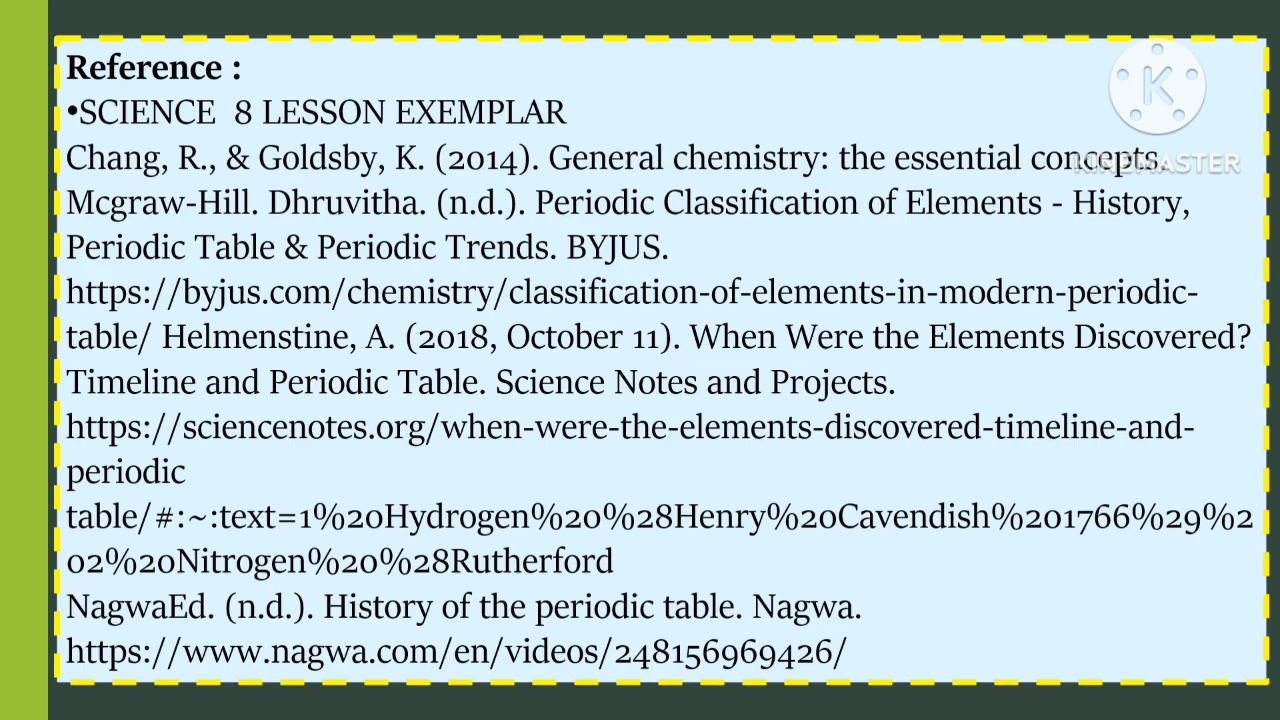 Reference :
•SCIENCE 8 LESSON EXEMPLAR
Chang, R., & Goldsby, K. (2014). General chemistry: the essential concepts.
Mcgraw-Hill. Dhruvitha. (n.d.). Periodic Classification of Elements - History,
Periodic Table & Periodic Trends. BYJUS.
https://byjus.com/chemistry/classification-of-elements-in-modern-periodic-
table/ Helmenstine, A. (2018, October 11). When Were the Elements Discovered?
Timeline and Periodic Table. Science Notes and Projects.
https://sciencenotes.org/when-were-the-elements-discovered-timeline-and-
periodic
table/#:~:text=1%20Hydrogen%20%28Henry%20Cavendish%201766%29%2
02%20Nitrogen%20%28Rutherford
NagwaEd. (n.d.). History of the periodic table. Nagwa.
https://www.nagwa.com/en/videos/248156969426/
K
KINEMASTER